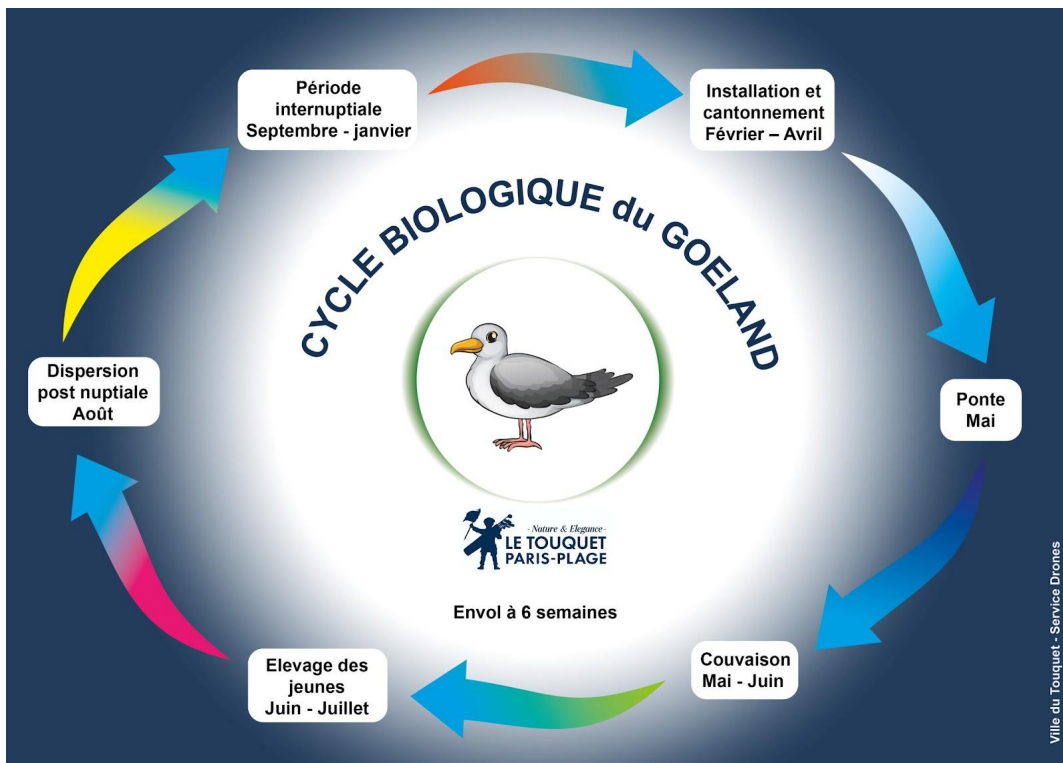 CYCLE BIOLOGIQUE du GOELAND
Période
internuptiale
Septembre - janvier
Installation et
cantonnement
Février – Avril
Ponte
Mai
Couvaison
Mai - Juin
Elevage des
jeunes
Juin - Juillet
Dispersion
post nuptiale
Août
- Nature & Elegance -
LE TOUQUET
PARIS-PLAGE
Envol à 6 semaines
Ville du Touquet - Service Drones